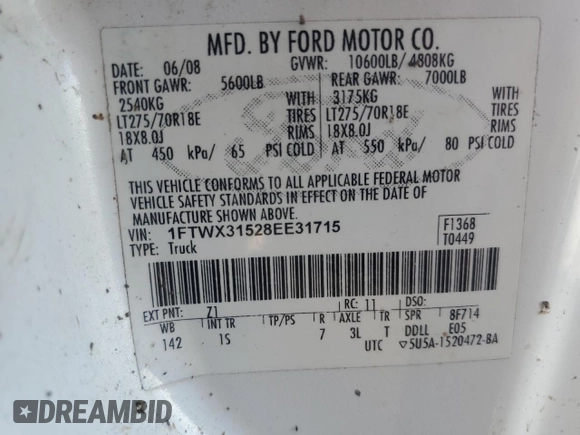 MFD. BY FORD MOTOR CO.
DATE: 06/08 GVWR: 10600LB/ 4808KG
FRONT GAWR: 5600LB REAR GAWR: 7000LB
2540KG WITH 3175KG WITH
LT275/70R18E TIRES LT275/70R18E TIRES
18X8.0J RIMS 18X8.0J RIMS
AT 450 kPa/ 65 PSI COLD AT 550 kPa/ 80 PSI COLD
THIS VEHICLE CONFORMS TO ALL APPLICABLE FEDERAL MOTOR
VEHICLE SAFETY STANDARDS IN EFFECT ON THE DATE OF
MANUFACTURE SHOWN ABOVE.
VIN: 1FTWX31528EE31715 F1368
TYPE: Truck T0449
EXT PNT: Z1 RC: 11 DSO:
WB INT TR TP/PS R AXLE TR SPR 8F714
142 1S 7 3L T DDLL E05
UTC ▽5U5A-1520472-BA
DREAMBID